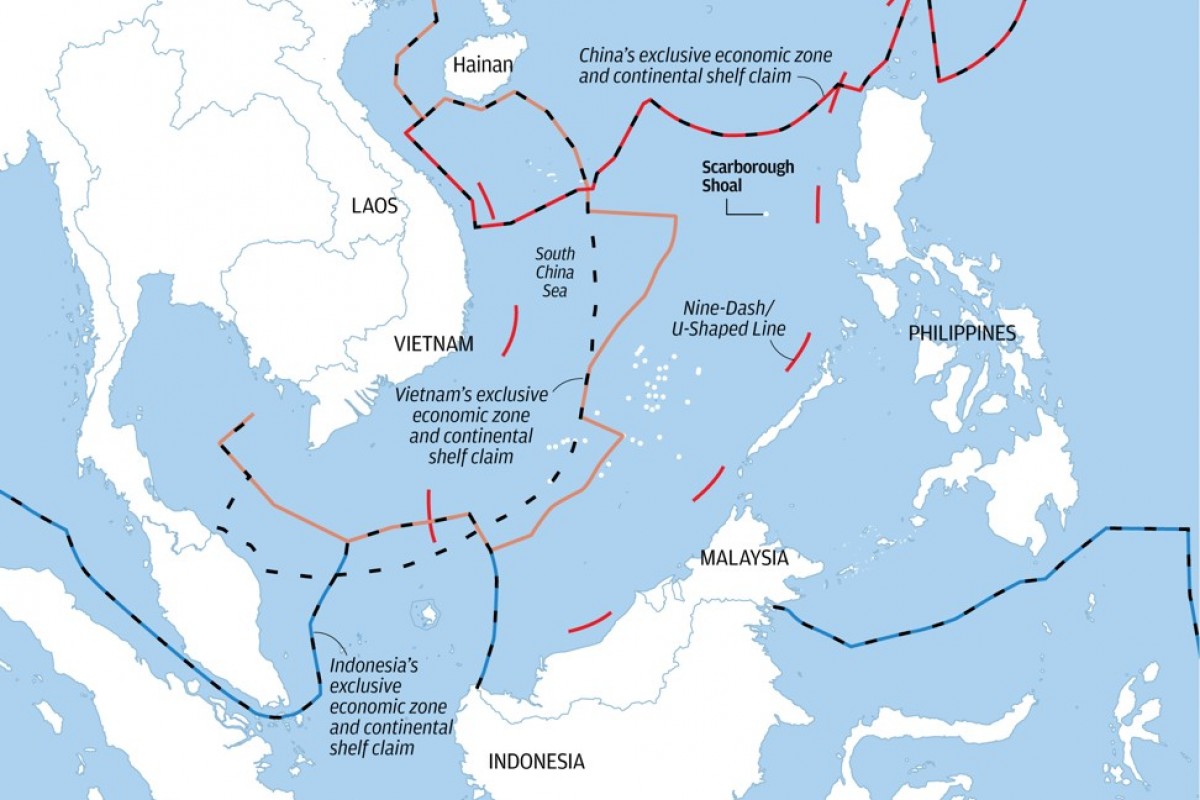 Hainan
China’s exclusive economic zone
and continental shelf claim
Scarborough
Shoal
LAOS
South
China
Sea
Nine-Dash/
U-Shaped Line
PHILIPPINES
VIETNAM
Vietnam’s exclusive
economic zone
and continental
shelf claim
MALAYSIA
Indonesia’s
exclusive
economic zone
and continental
shelf claim
INDONESIA